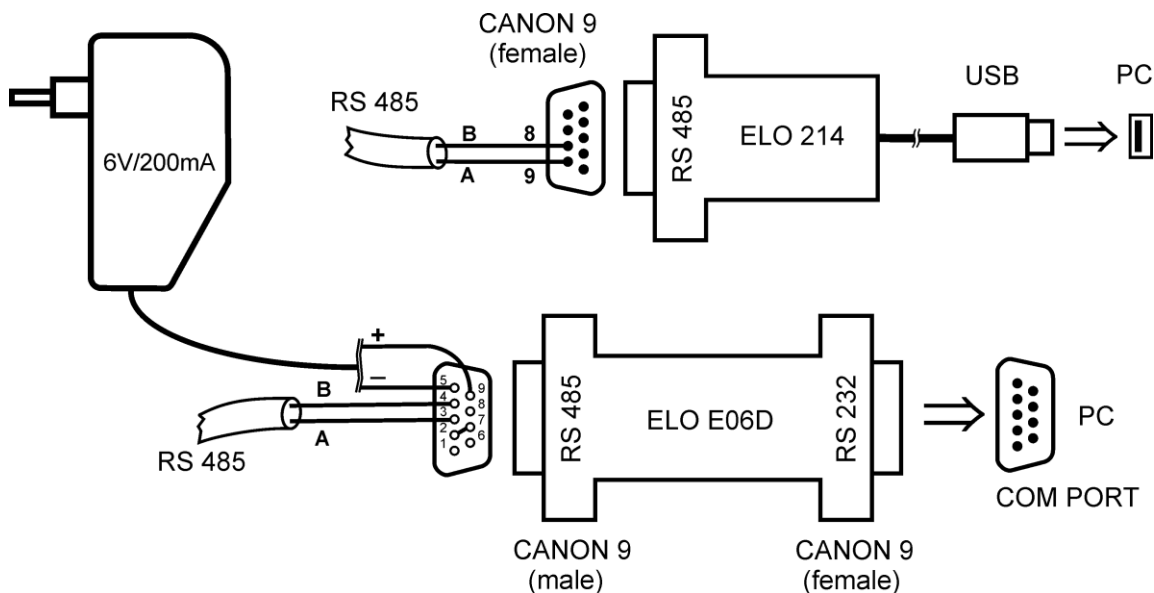 CANON 9
(female)
RS 485
B
8
A
9
RS 485
ELO 214
USB
PC
6V/200mA
+
–
B
A
RS 485
5
4
3
2
1
9
8
7
6
RS 485
ELO E06D
RS 232
PC
COM PORT
CANON 9
(male)
CANON 9
(female)